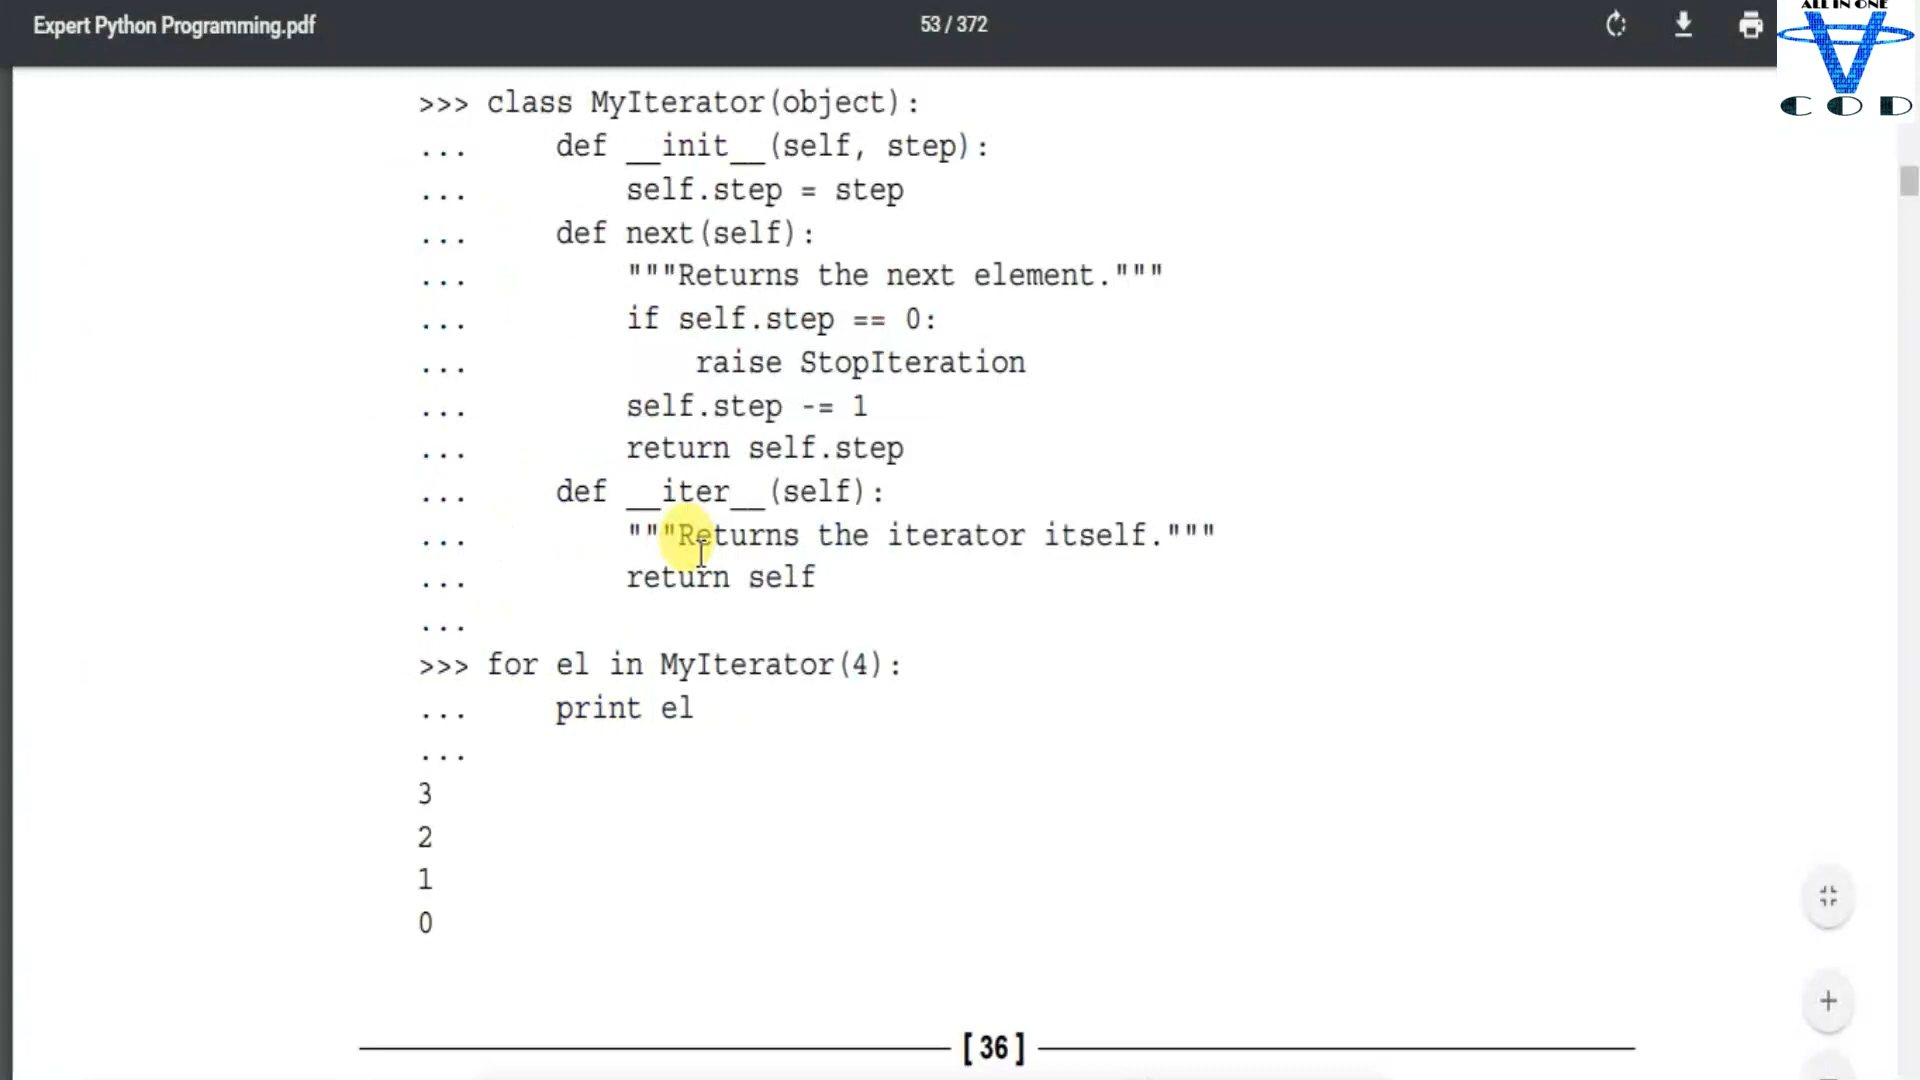 Expert Python Programming.pdf
53 / 372
ALL IN ONE
C O D
>>> class MyIterator(object):
...     def __init__(self, step):
...         self.step = step
...     def next(self):
...         """Returns the next element."""
...         if self.step == 0:
...             raise StopIteration
...         self.step -= 1
...         return self.step
...     def __iter__(self):
...         """Returns the iterator itself."""
...         return self
...
>>> for el in MyIterator(4):
...     print el
...
3
2
1
0
[ 36 ]